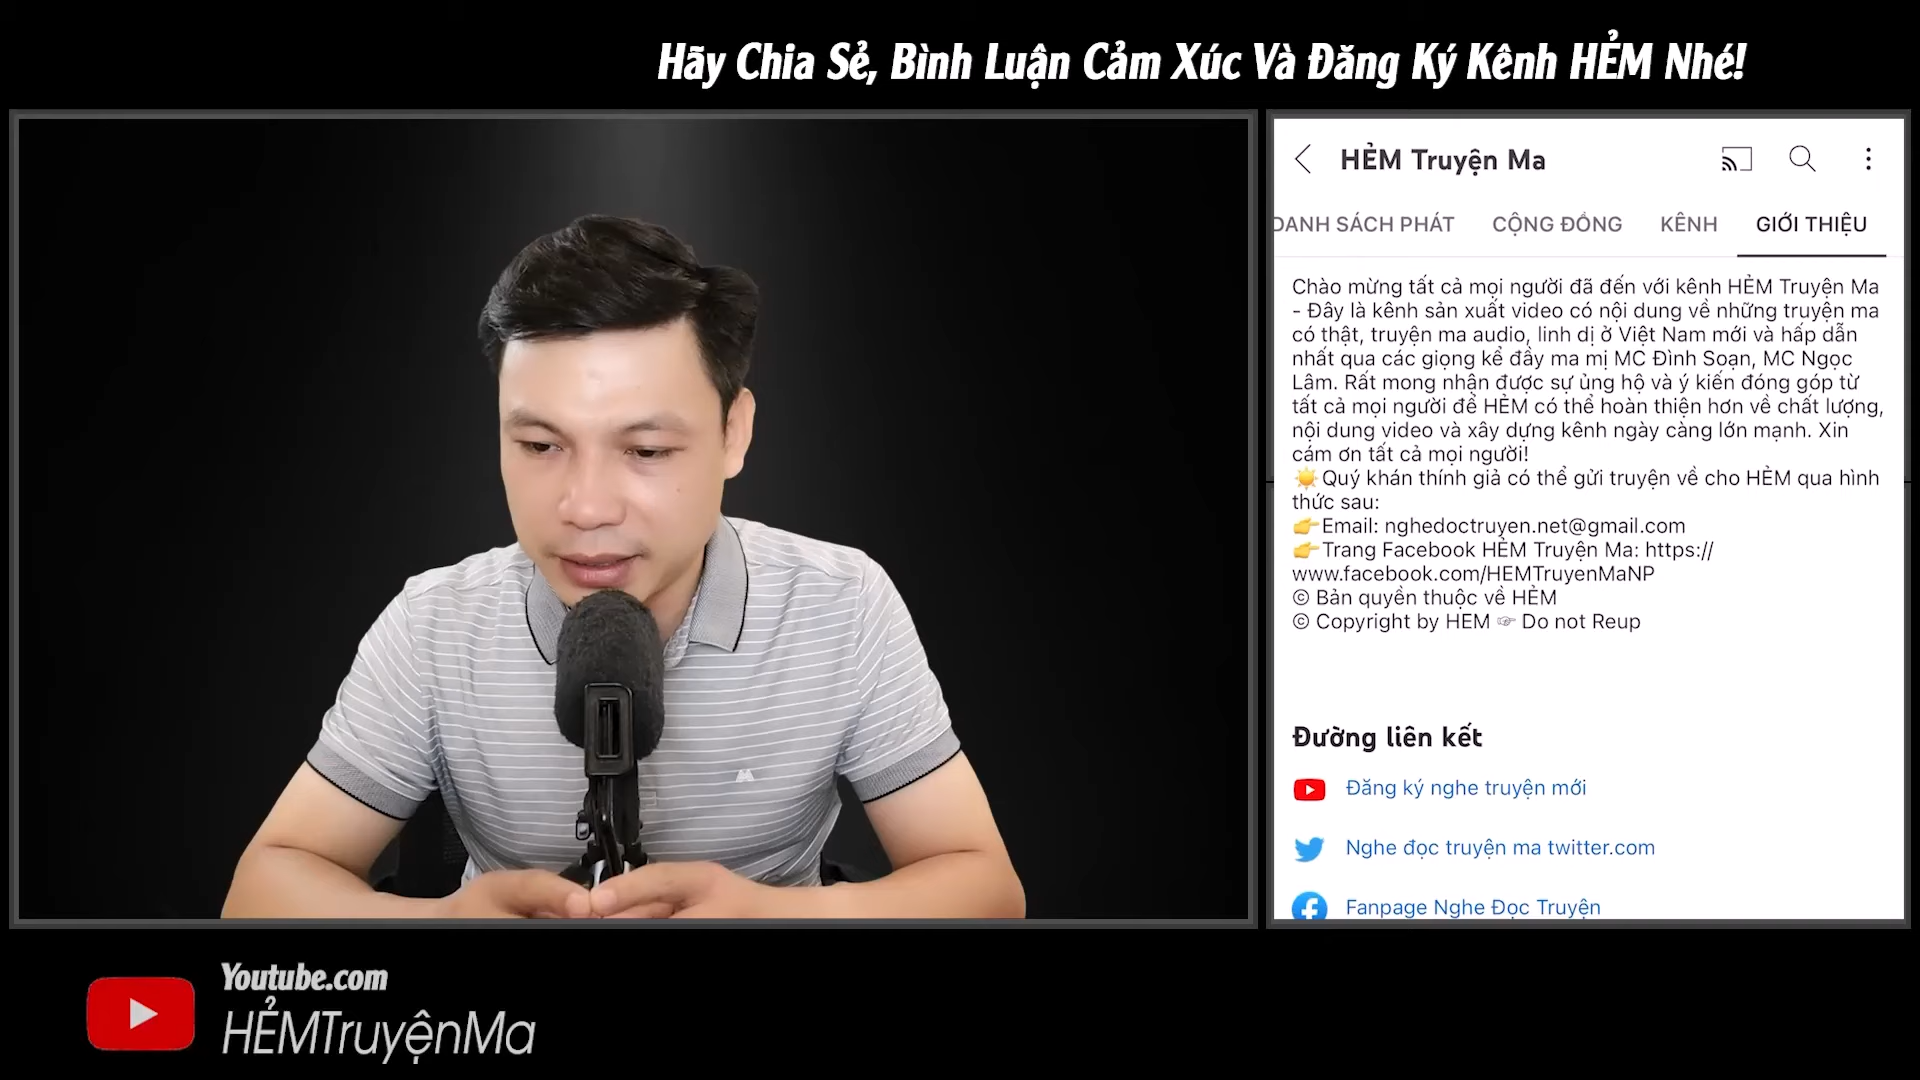 Hãy Chia Sẻ, Bình Luận Cảm Xúc Và Đăng Ký Kênh HẺM Nhé!
HẺM Truyện Ma
DANH SÁCH PHÁT CỘNG ĐỒNG KÊNH GIỚI THIỆU
Chào mừng tất cả mọi người đã đến với kênh HẺM Truyện Ma
- Đây là kênh sản xuất video có nội dung về những truyện ma
có thật, truyện ma audio, linh dị ở Việt Nam mới và hấp dẫn
nhất qua các giọng kể đầy ma mị MC Đình Soạn, MC Ngọc
Lâm. Rất mong nhận được sự ủng hộ và ý kiến đóng góp từ
tất cả mọi người để HẺM có thể hoàn thiện hơn về chất lượng,
nội dung video và xây dựng kênh ngày càng lớn mạnh. Xin
cám ơn tất cả mọi người!
☀️Quý khán thính giả có thể gửi truyện về cho HẺM qua hình
thức sau:
👉Email: nghedoctruyen.net@gmail.com
👉Trang Facebook HẺM Truyện Ma: https://
www.facebook.com/HEMTruyenMaNP
© Bản quyền thuộc về HẺM
© Copyright by HEM ☞ Do not Reup
Đường liên kết
Đăng ký nghe truyện mới
Nghe đọc truyện ma twitter.com
Fanpage Nghe Đọc Truyện
Youtube.com
HẺMTruyệnMa